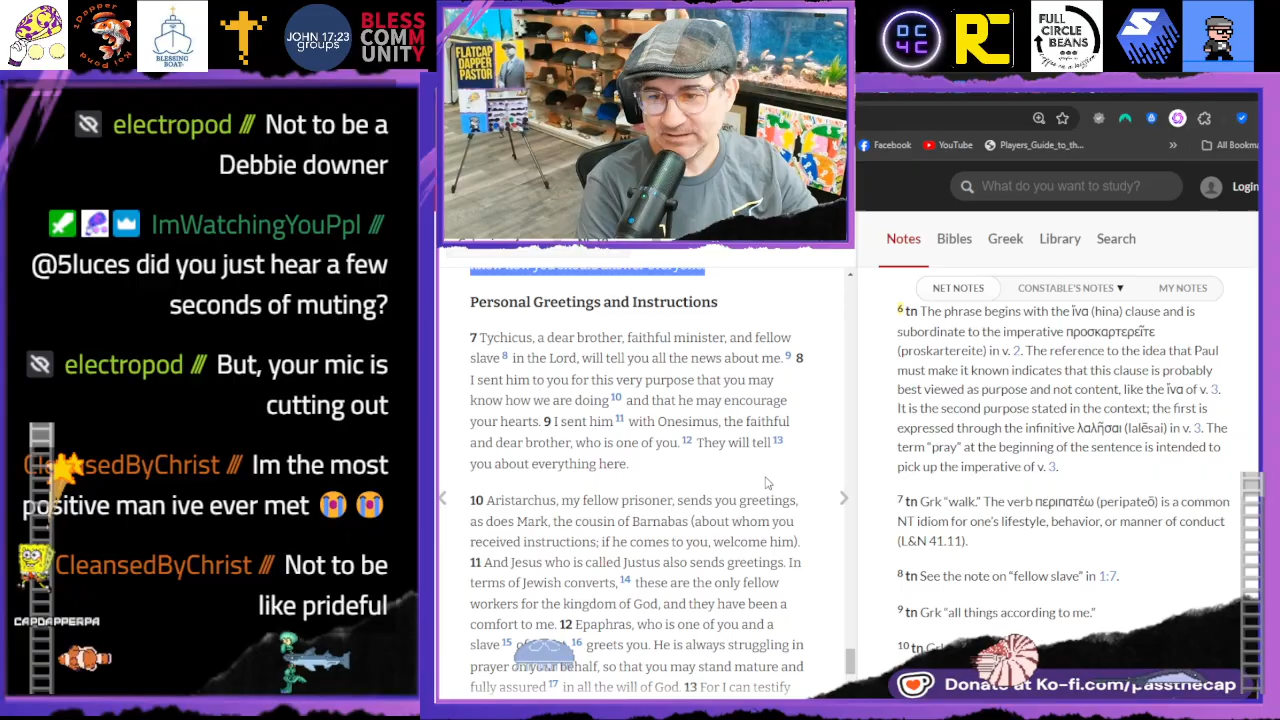 1Dapper
Koi pond
BLESSING BOAT
JOHN 17:23
groups
BLESS
COMM
UNITY
OC
4C
RC
FULL
CIRCLE
BEANS
electropod /// Not to be a
Debbie downer
ImWatchingYouPpl ///
@5luces did you just hear a few
seconds of muting?
electropod /// But, your mic is
cutting out
CleansedByChrist /// Im the most
positive man ive ever met 😭 😭
CleansedByChrist /// Not to be
like prideful
CAPDAPPERPA
FLATCAP
DAPPER
PASTOR
know how you should answer everyone
Personal Greetings and Instructions
7 Tychicus, a dear brother, faithful minister, and fellow
slave 8 in the Lord, will tell you all the news about me. 9 8
I sent him to you for this very purpose that you may
know how we are doing 10 and that he may encourage
your hearts. 9 I sent him 11 with Onesimus, the faithful
and dear brother, who is one of you. 12 They will tell 13
you about everything here.
10 Aristarchus, my fellow prisoner, sends you greetings,
as does Mark, the cousin of Barnabas (about whom you
received instructions; if he comes to you, welcome him).
11 And Jesus who is called Justus also sends greetings. In
terms of Jewish converts, 14 these are the only fellow
workers for the kingdom of God, and they have been a
comfort to me. 12 Epaphras, who is one of you and a
slave 15 of 16 greets you. He is always struggling in
prayer on your behalf, so that you may stand mature and
fully assured 17 in all the will of God. 13 For I can testify
Facebook
YouTube
Players_Guide_to_th...
»
All Bookma
What do you want to study?
Login
Notes
Bibles
Greek
Library
Search
NET NOTES
CONSTABLE'S NOTES ▼
MY NOTES
6 tn The phrase begins with the ἵνα (hina) clause and is
subordinate to the imperative προσκαρτερεῖτε
(proskartereite) in v. 2. The reference to the idea that Paul
must make it known indicates that this clause is probably
best viewed as purpose and not content, like the ἵνα of v. 3.
It is the second purpose stated in the context; the first is
expressed through the infinitive λαλῆσαι (lalēsai) in v. 3. The
term “pray” at the beginning of the sentence is intended to
pick up the imperative of v. 3.
7 tn Grk “walk.” The verb περιπατέω (peripateō) is a common
NT idiom for one’s lifestyle, behavior, or manner of conduct
(L&N 41.11).
8 tn See the note on “fellow slave” in 1:7.
9 tn Grk “all things according to me.”
10 tn
Donate at Ko-fi.com/passthecap